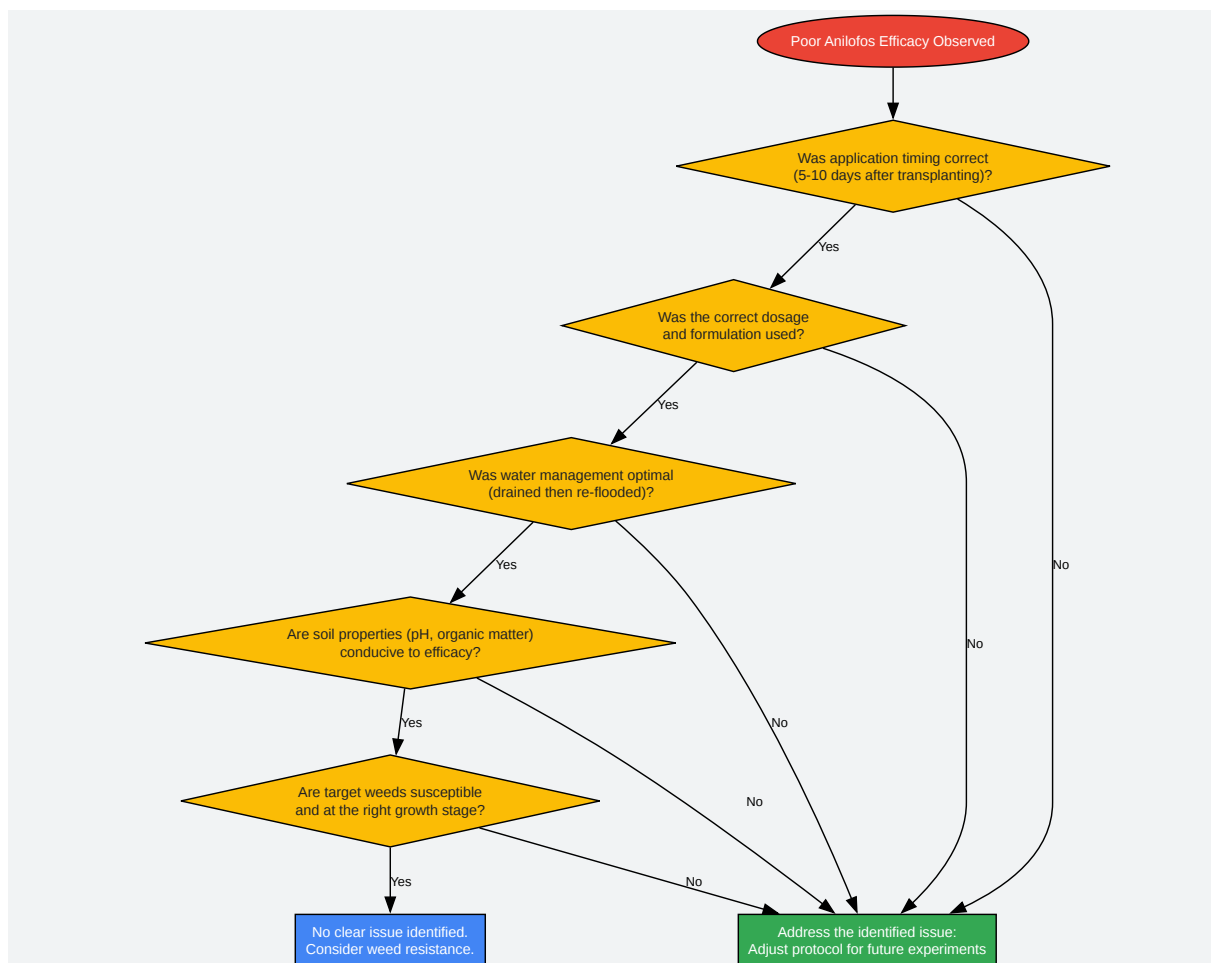 Poor Anilofos Efficacy Observed
Was application timing correct
(5-10 days after transplanting)?
Yes
Was the correct dosage
and formulation used?
Yes
Was water management optimal
(drained then re-flooded)?
Yes
No
Are soil properties (pH, organic matter)
conducive to efficacy?
No
Yes
No
Are target weeds susceptible
and at the right growth stage?
No
Yes
No
No clear issue identified.
Consider weed resistance.
Address the identified issue:
Adjust protocol for future experiments